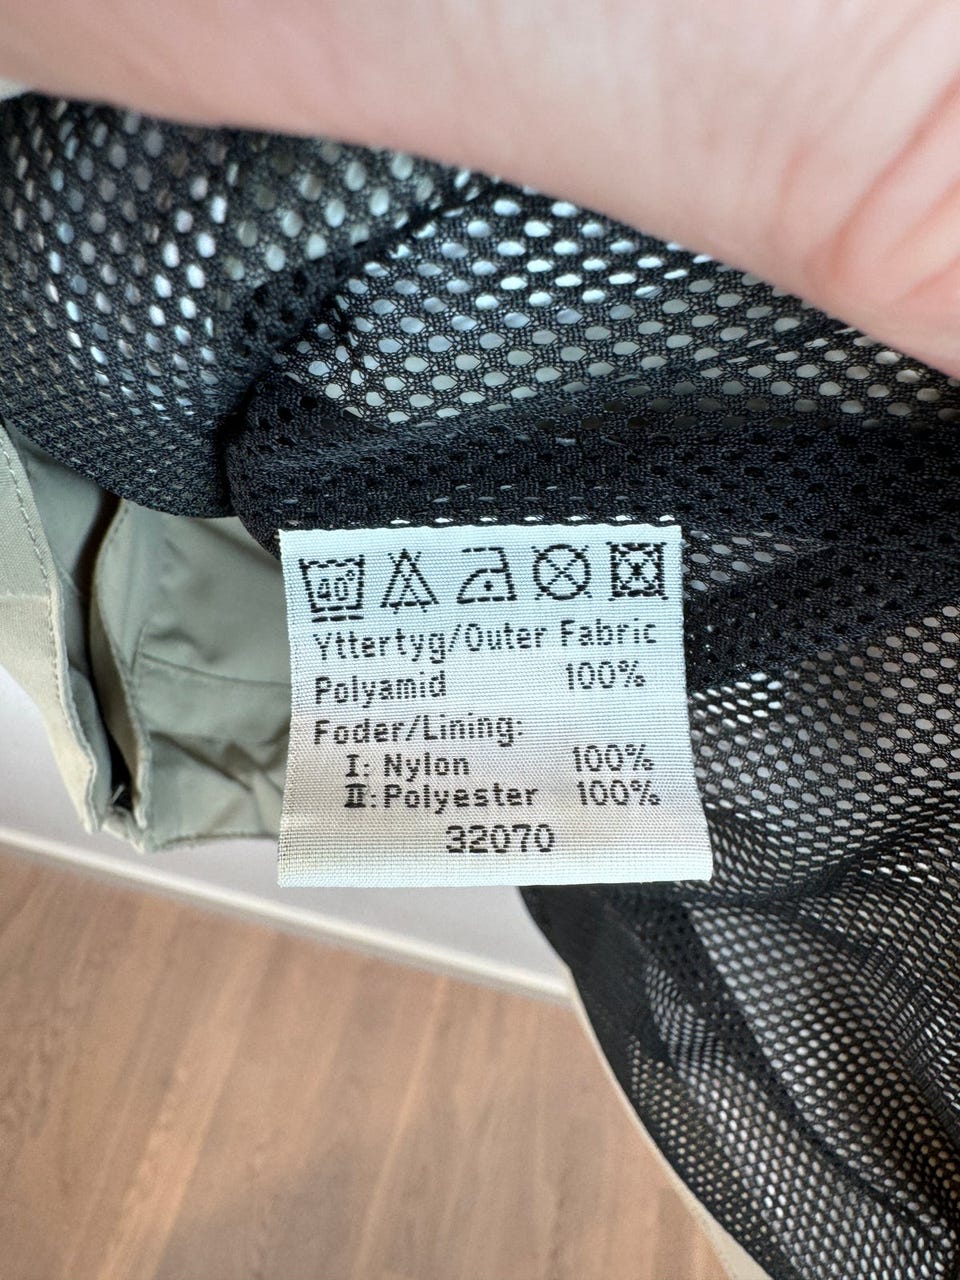 40°
Yttertyg/Outer Fabric
Polyamid 100%
Foder/Lining:
I: Nylon 100%
II: Polyester 100%
32070